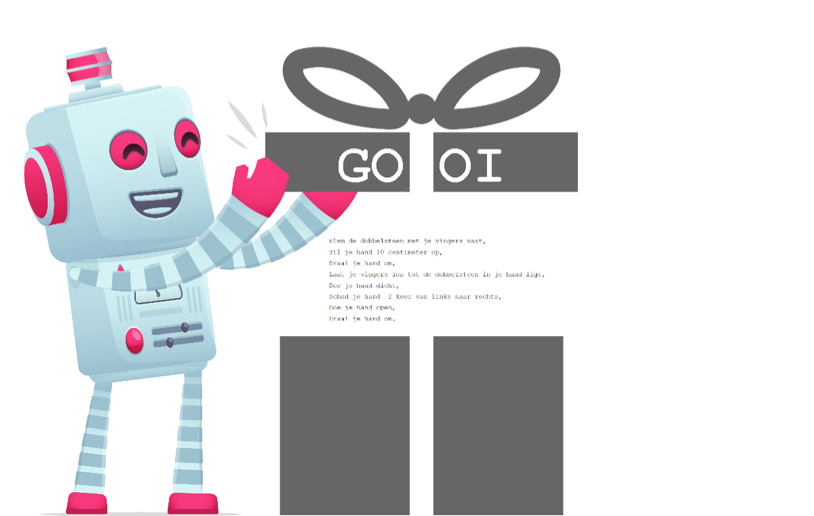 GOOI
Klem de dobbelsteen met je vingers vast,
Til je hand 10 centimeter op,
Draai je hand om,
Laat je vingers los tot de dobbelsteen in je hand ligt,
Doe je hand dicht,
Schud je hand 2 keer van links naar rechts,
Doe je hand open,
Draai je hand om,